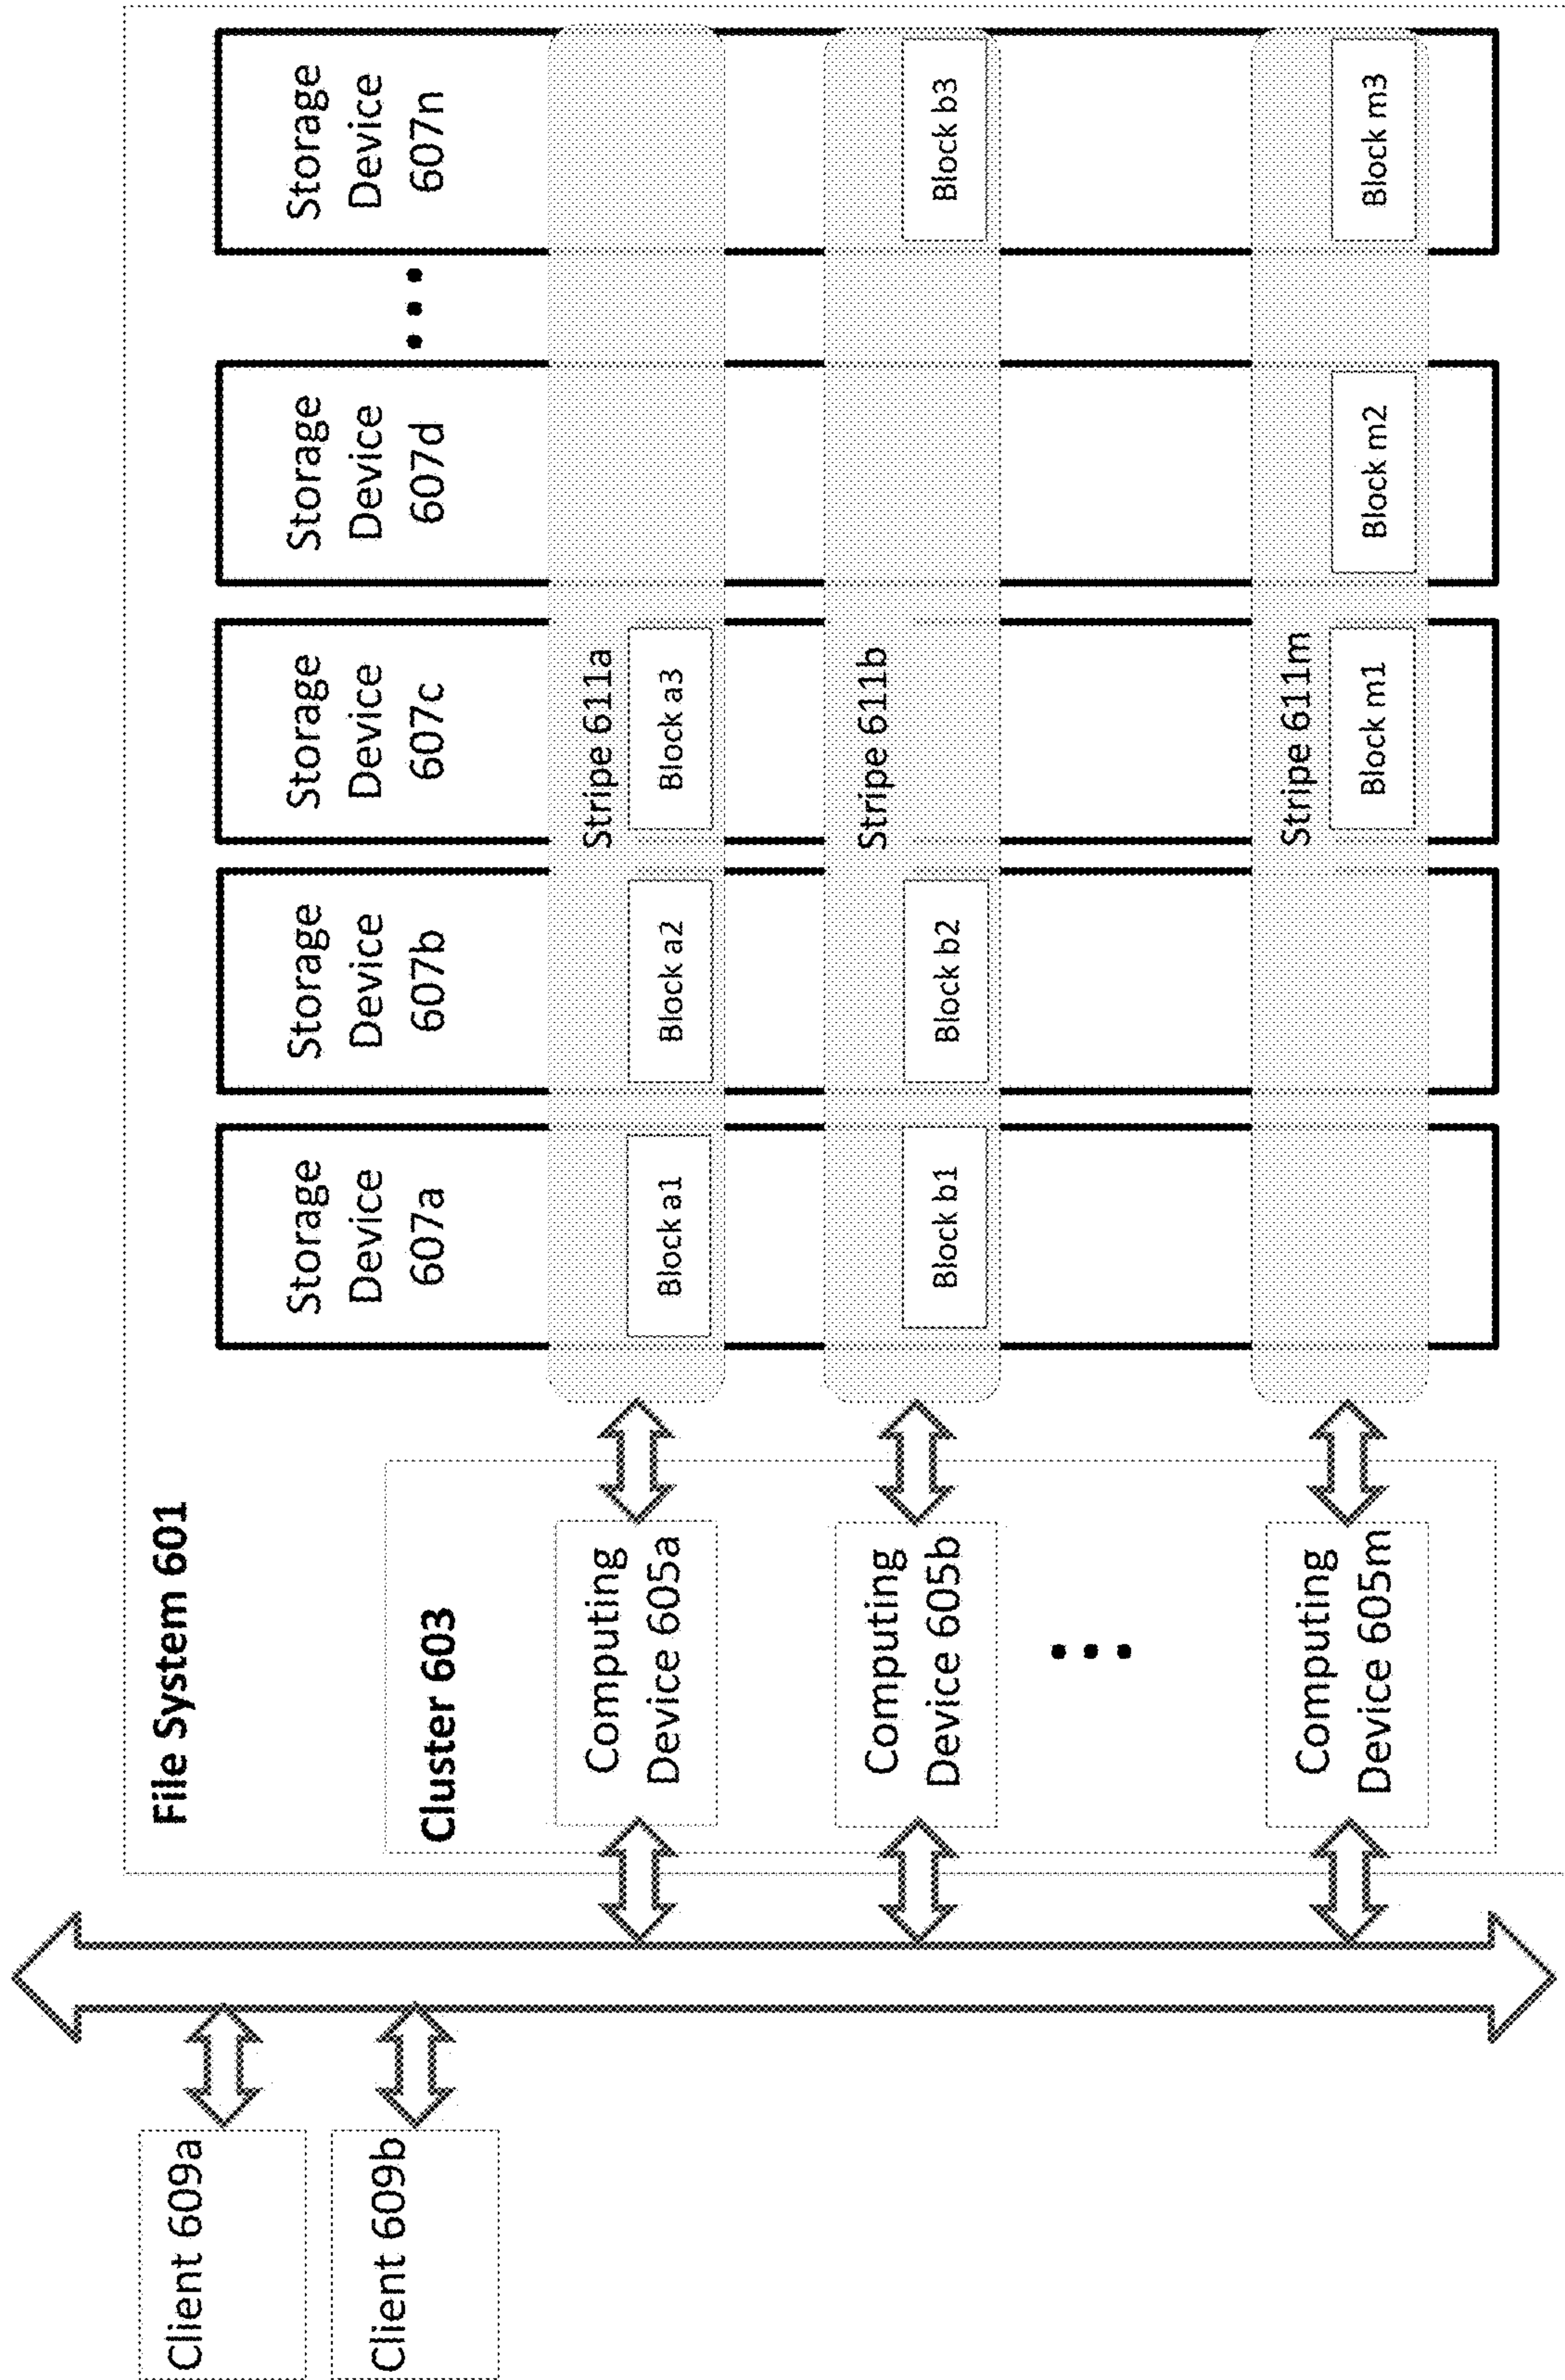 File System 601
Cluster 603
Client 609a
Client 609b
Computing
Device 605a
Computing
Device 605b
Computing
Device 605m
Storage
Device
607a
Storage
Device
607b
Storage
Device
607c
Storage
Device
607d
Storage
Device
607n
Stripe 611a
Block a1
Block a2
Block a3
Stripe 611b
Block b1
Block b2
Block b3
Stripe 611m
Block m1
Block m2
Block m3